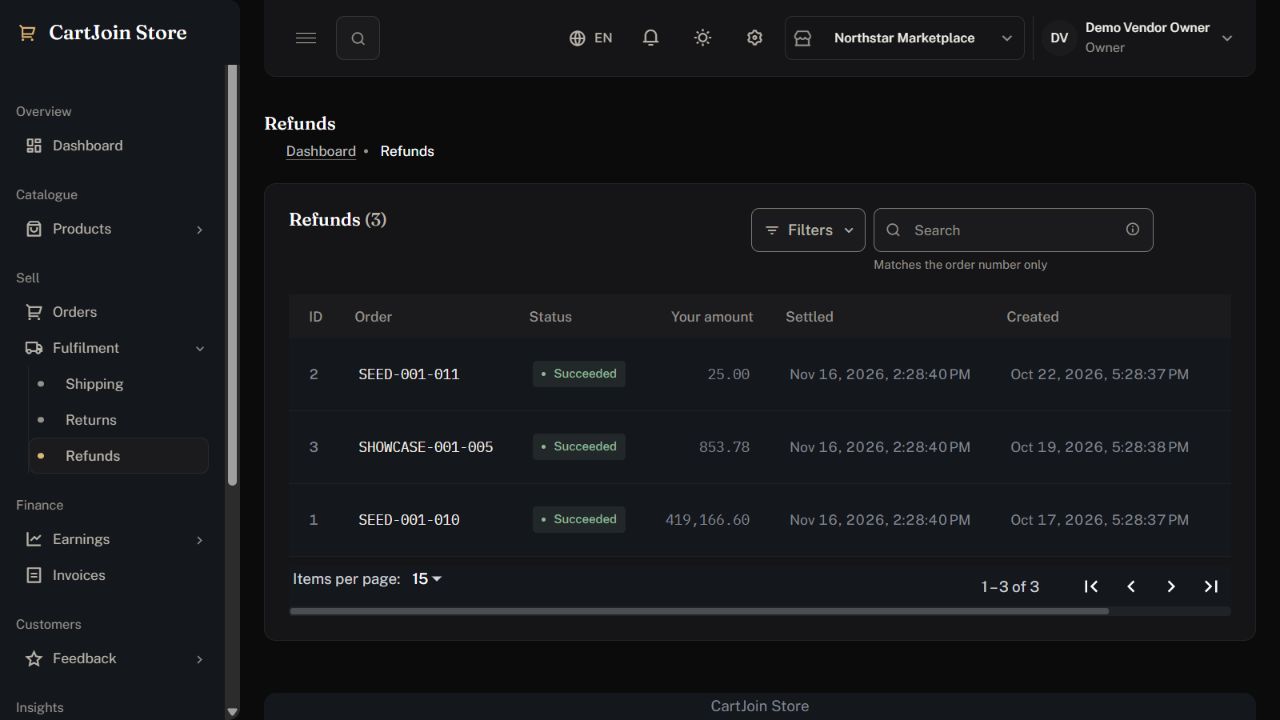 CartJoin Store
EN
Northstar Marketplace
DV
Demo Vendor Owner
Owner
Overview
Dashboard
Catalogue
Products
Sell
Orders
Fulfilment
Shipping
Returns
Refunds
Finance
Earnings
Invoices
Customers
Feedback
Insights
Refunds
Dashboard • Refunds
Refunds (3)
Filters
Search
Matches the order number only
ID Order Status Your amount Settled Created
2 SEED-001-011 • Succeeded 25.00 Nov 16, 2026, 2:28:40 PM Oct 22, 2026, 5:28:37 PM
3 SHOWCASE-001-005 • Succeeded 853.78 Nov 16, 2026, 2:28:40 PM Oct 19, 2026, 5:28:38 PM
1 SEED-001-010 • Succeeded 419,166.60 Nov 16, 2026, 2:28:40 PM Oct 17, 2026, 5:28:37 PM
Items per page: 15
1–3 of 3
CartJoin Store